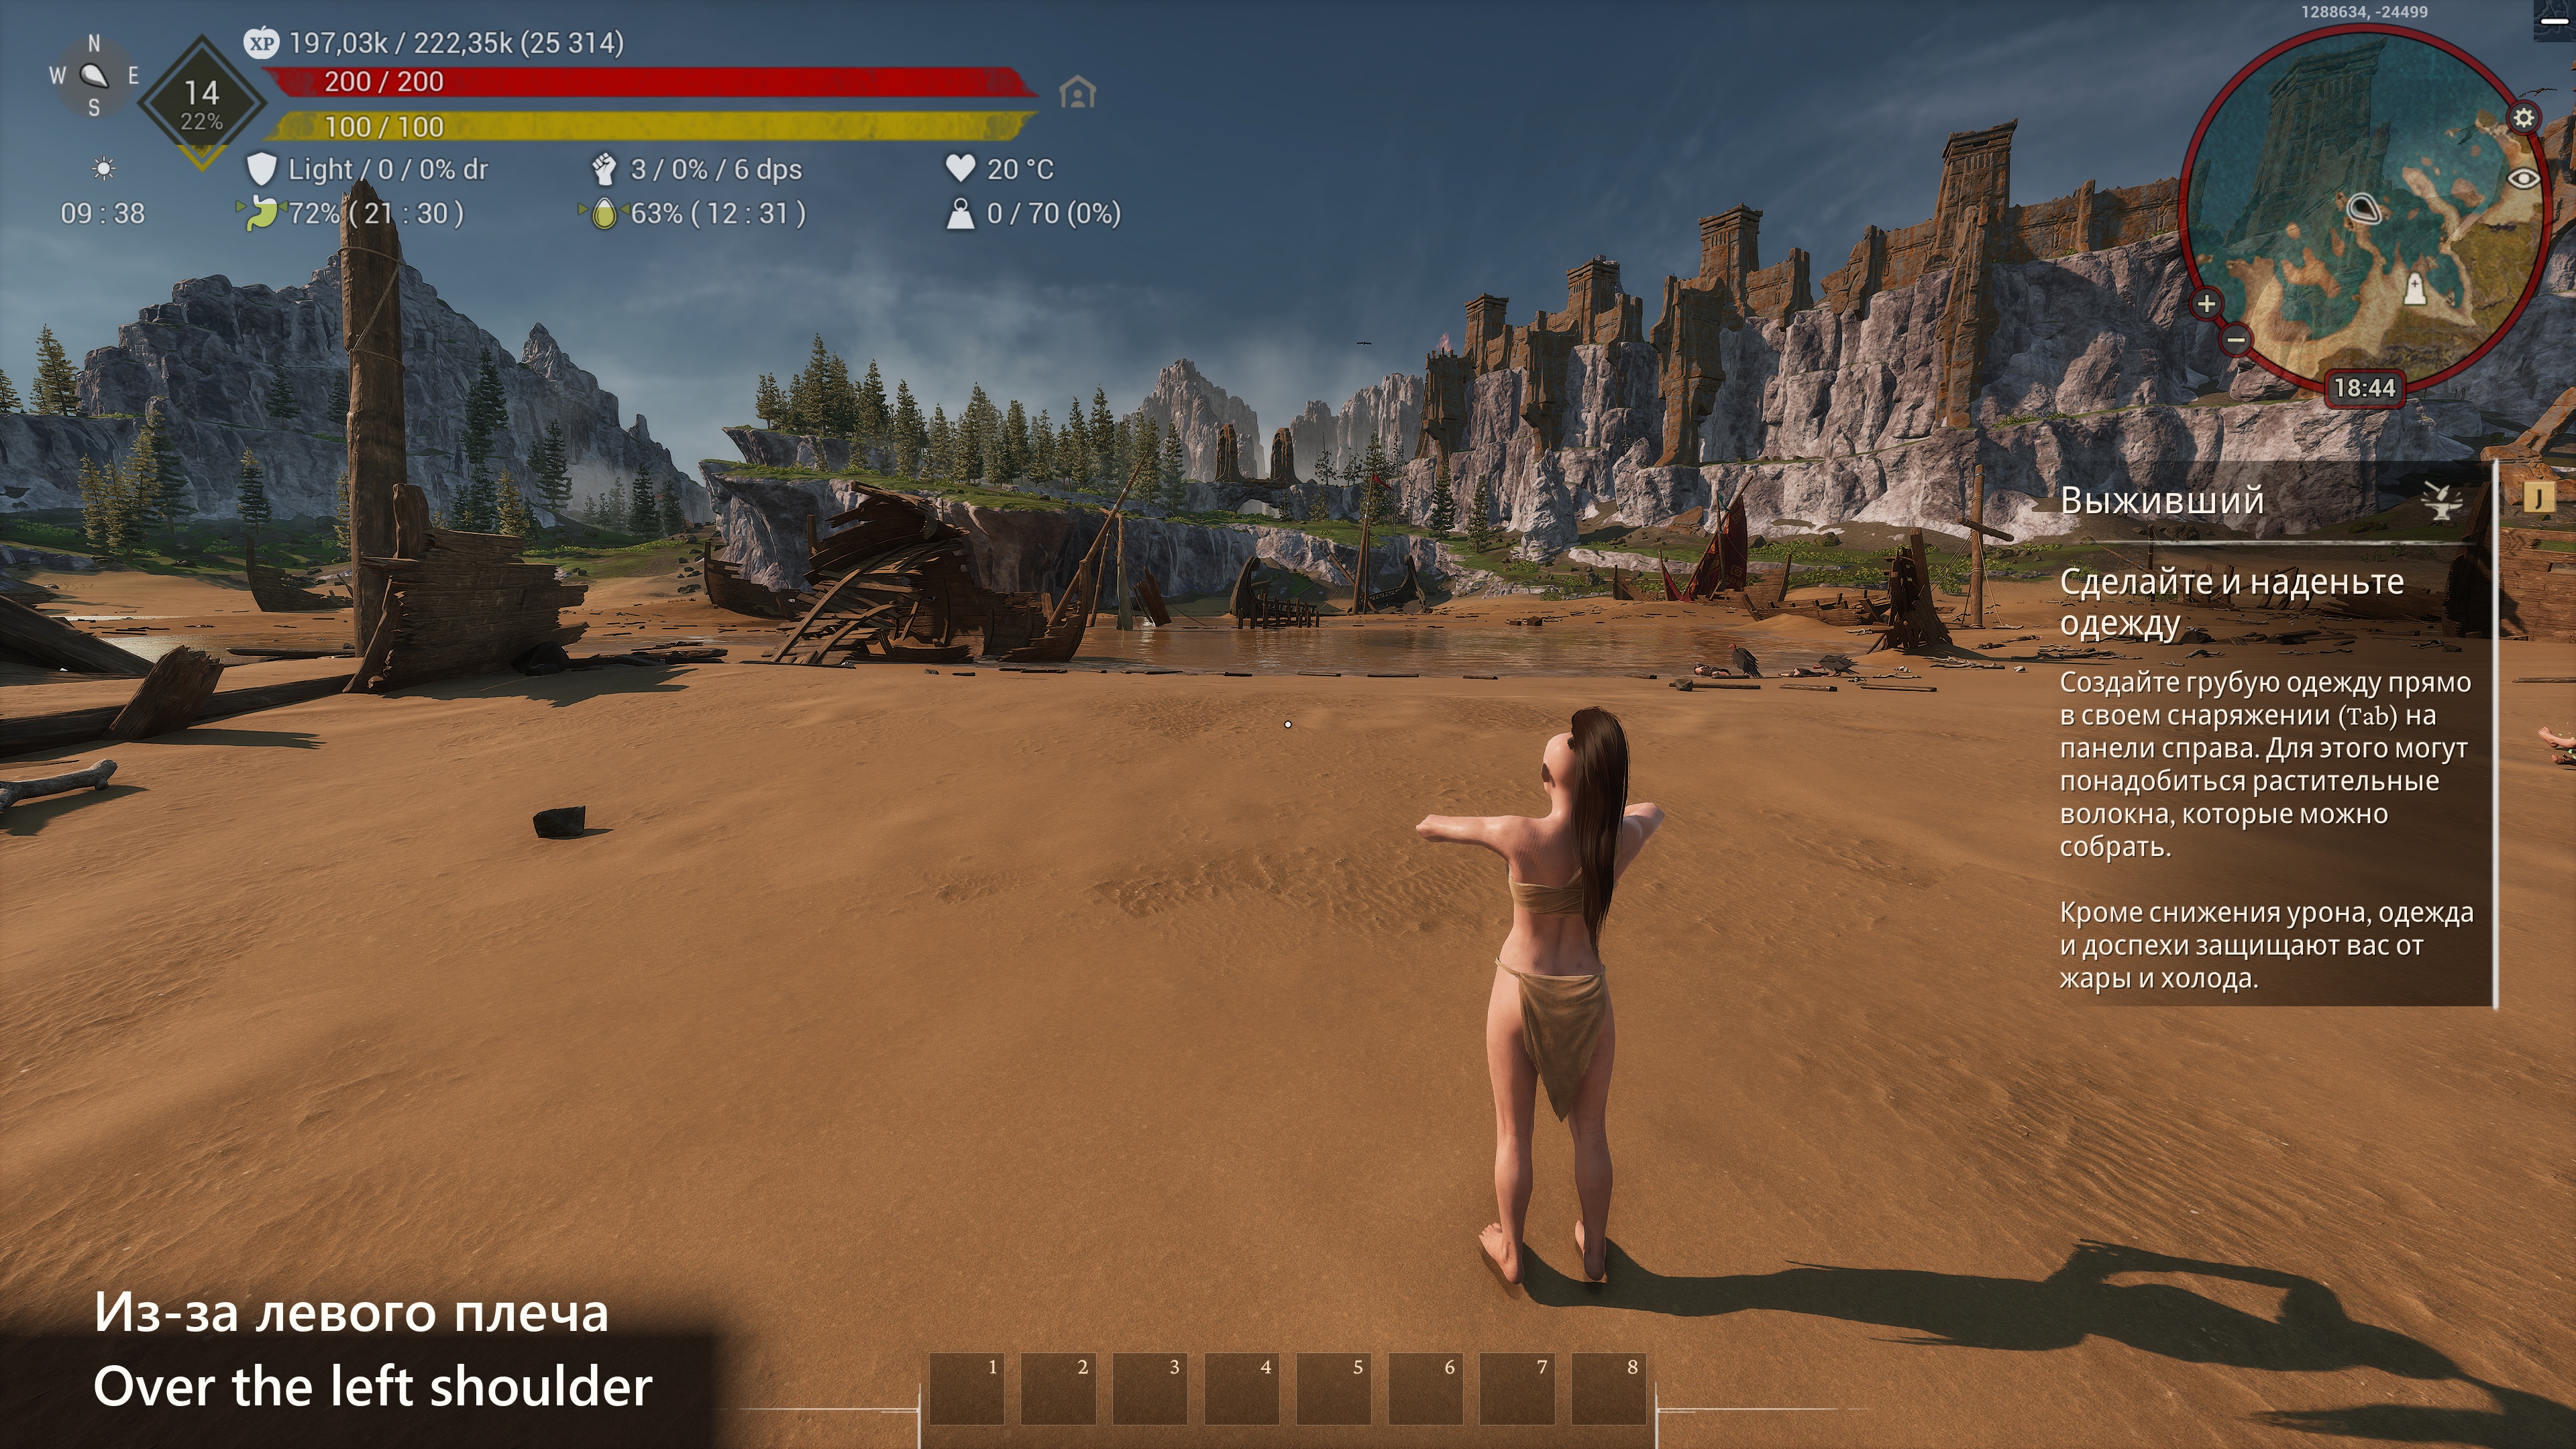 1288634, -24499
N
W E
S
XP 197,03k / 222,35k (25 314)
14
22%
200 / 200
100 / 100
Light / 0 / 0% dr
3 / 0% / 6 dps
20 °C
09 : 38
72% ( 21 : 30 )
63% ( 12 : 31 )
0 / 70 (0%)
18:44
Выживший
J
Сделайте и наденьте
одежду
Создайте грубую одежду прямо
в своем снаряжении (Tab) на
панели справа. Для этого могут
понадобиться растительные
волокна, которые можно
собрать.
Кроме снижения урона, одежда
и доспехи защищают вас от
жары и холода.
Из-за левого плеча
Over the left shoulder
1 2 3 4 5 6 7 8